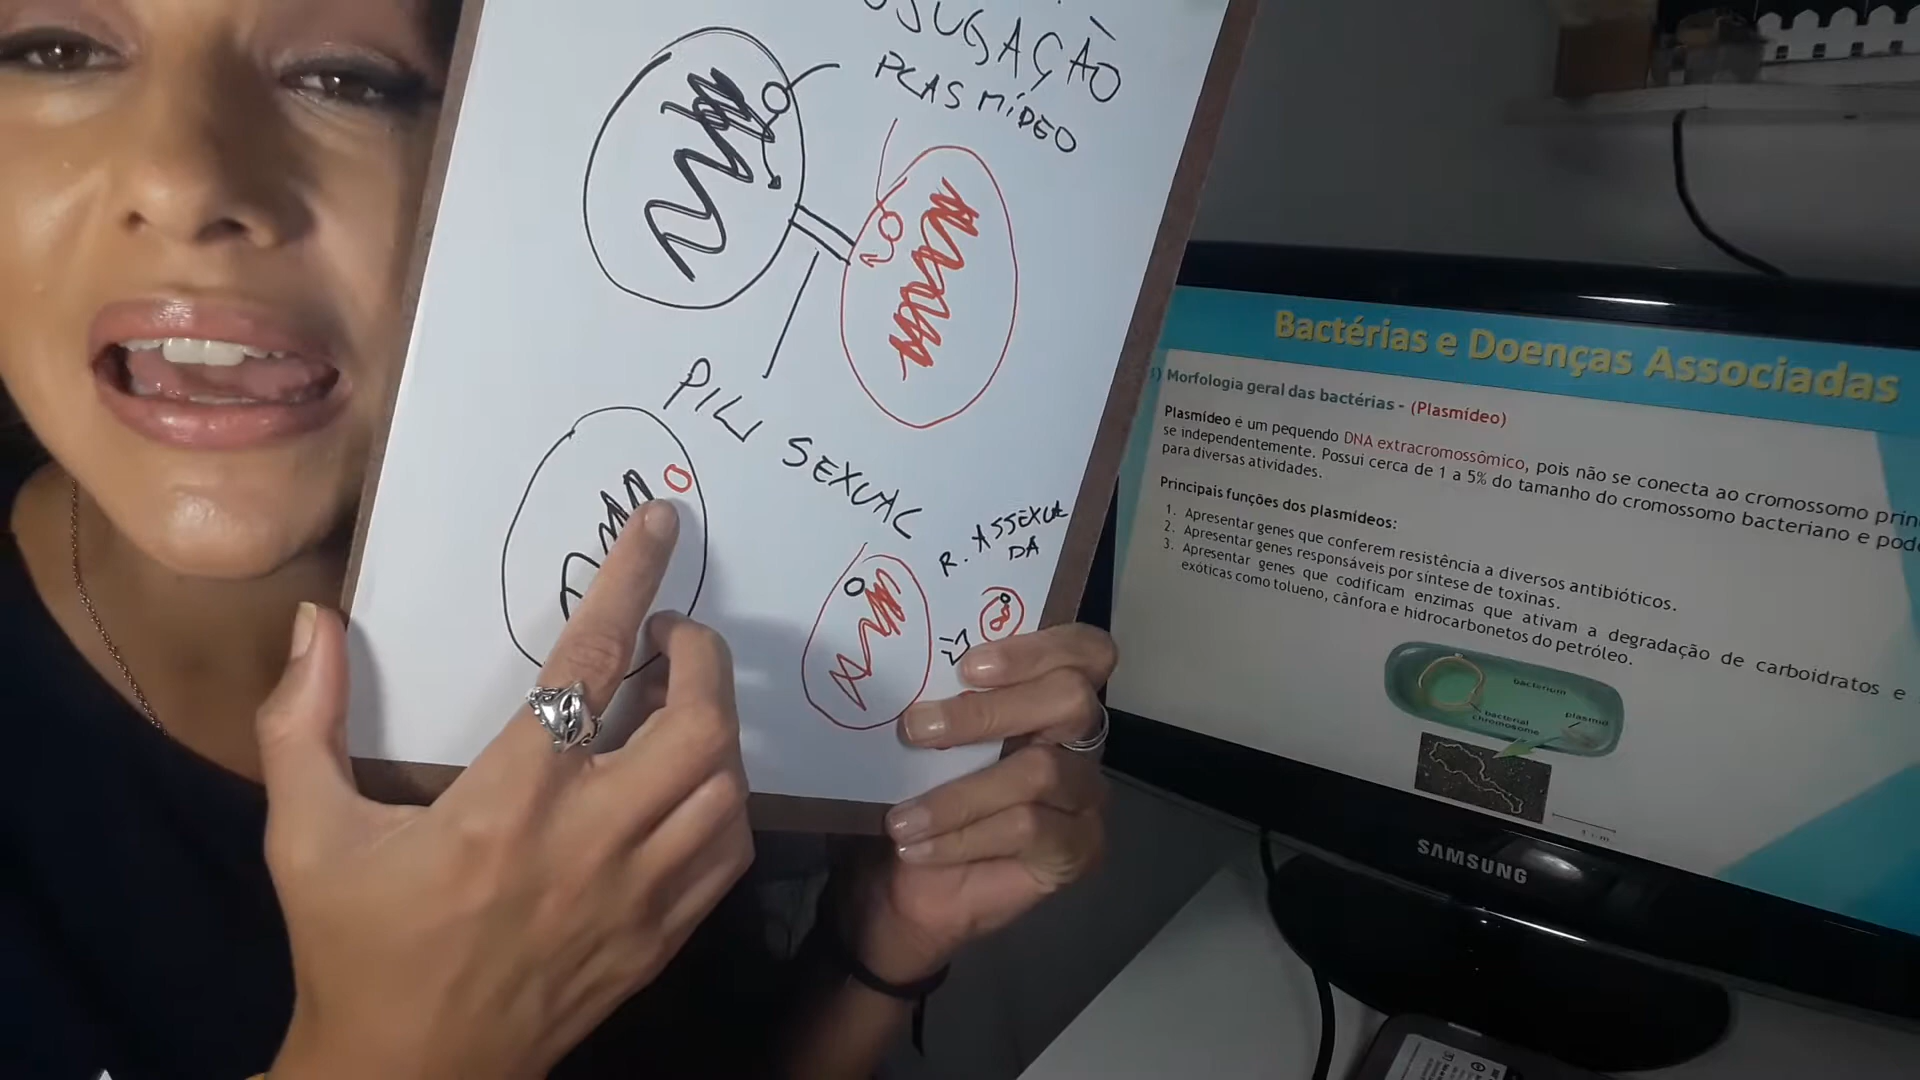 JUGAÇÃO
PLASMÍDEO
PILI SEXUAL
R. ASSEXUA
DA
Bactérias e Doenças Associadas
) Morfologia geral das bactérias - (Plasmídeo)
Plasmídeo é um pequendo DNA extracromossômico, pois não se conecta ao cromossomo prin
se independentemente. Possui cerca de 1 a 5% do tamanho do cromossomo bacteriano e pode
para diversas atividades.
Principais funções dos plasmídeos:
1. Apresentar genes que conferem resistência a diversos antibióticos.
2. Apresentar genes responsáveis por síntese de toxinas.
3. Apresentar genes que codificam enzimas que ativam a degradação de carboidratos e
exóticas como tolueno, cânfora e hidrocarbonetos do petróleo.
bacterium
bacterial
chromosome
plasmid
SAMSUNG